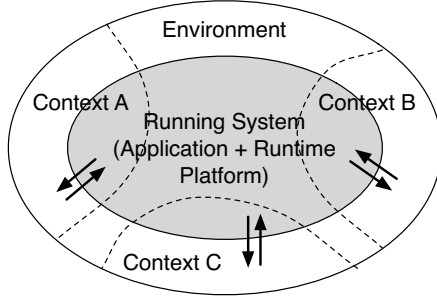 Environment
Context A
Context B
Running System
(Application + Runtime
Platform)
Context C